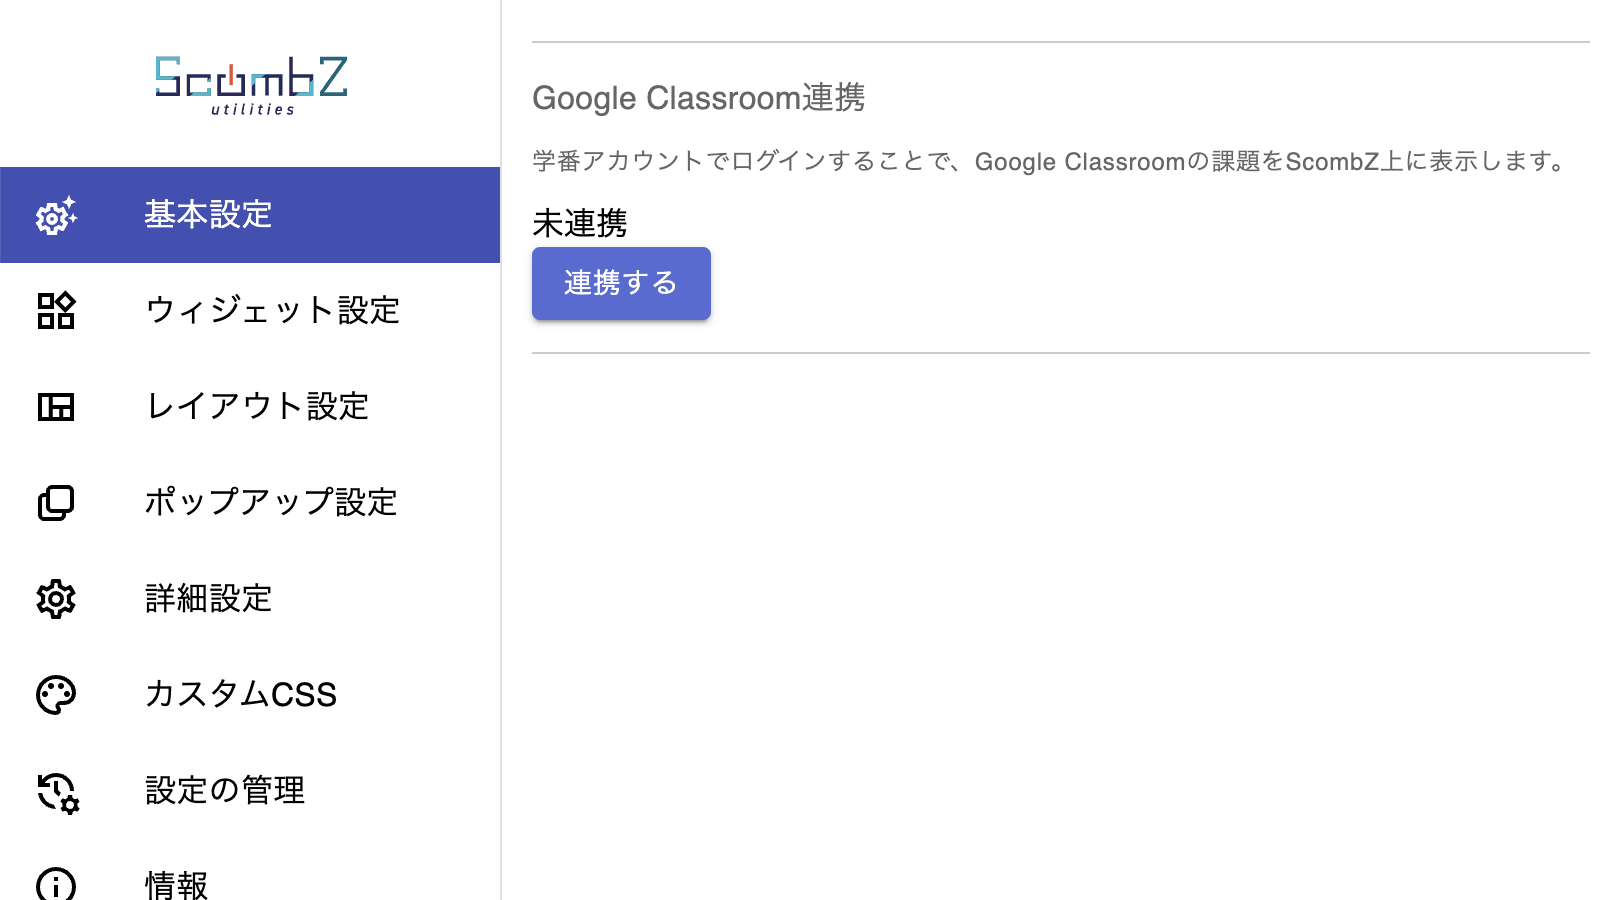 ScombZ
utilities
基本設定
ウィジェット設定
レイアウト設定
ポップアップ設定
詳細設定
カスタムCSS
設定の管理
情報
Google Classroom連携
学番アカウントでログインすることで、Google Classroomの課題をScombZ上に表示します。
未連携
連携する